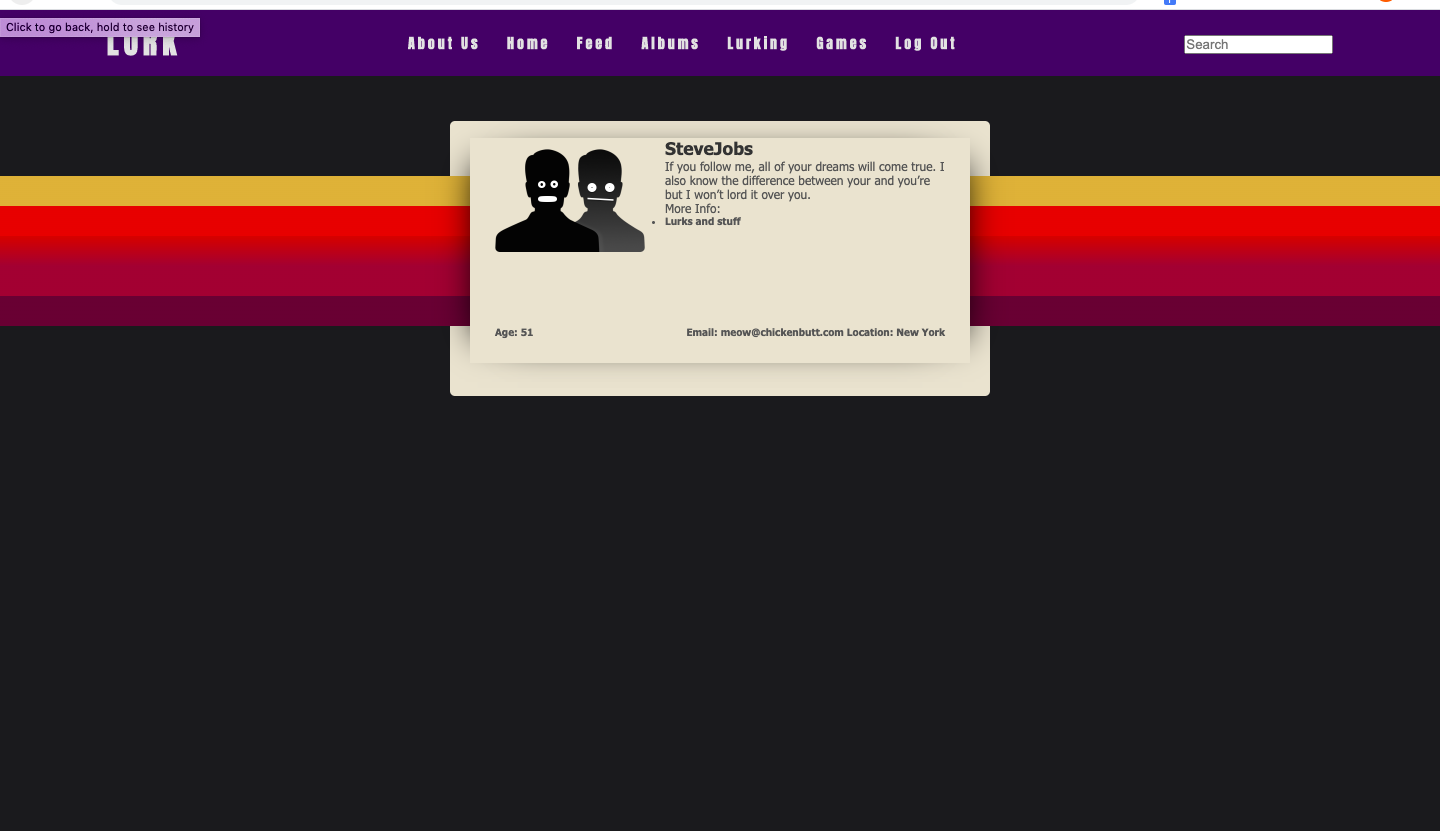 Click to go back, hold to see history
LURK
About Us Home Feed Albums Lurking Games Log Out
Search
SteveJobs
If you follow me, all of your dreams will come true. I
also know the difference between your and you’re
but I won’t lord it over you.
More Info:
• Lurks and stuff
Age: 51
Email: meow@chickenbutt.com Location: New York